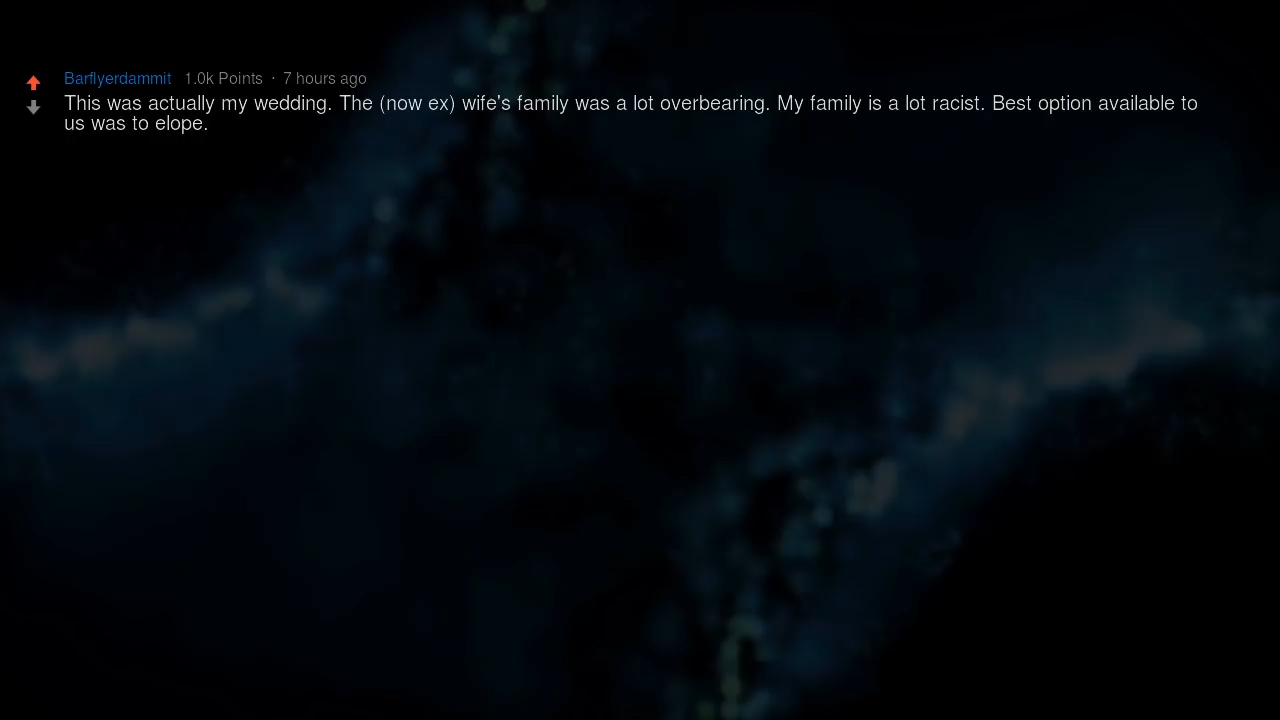 Barflyerdammit 1.0k Points · 7 hours ago
This was actually my wedding. The (now ex) wife's family was a lot overbearing. My family is a lot racist. Best option available to
us was to elope.